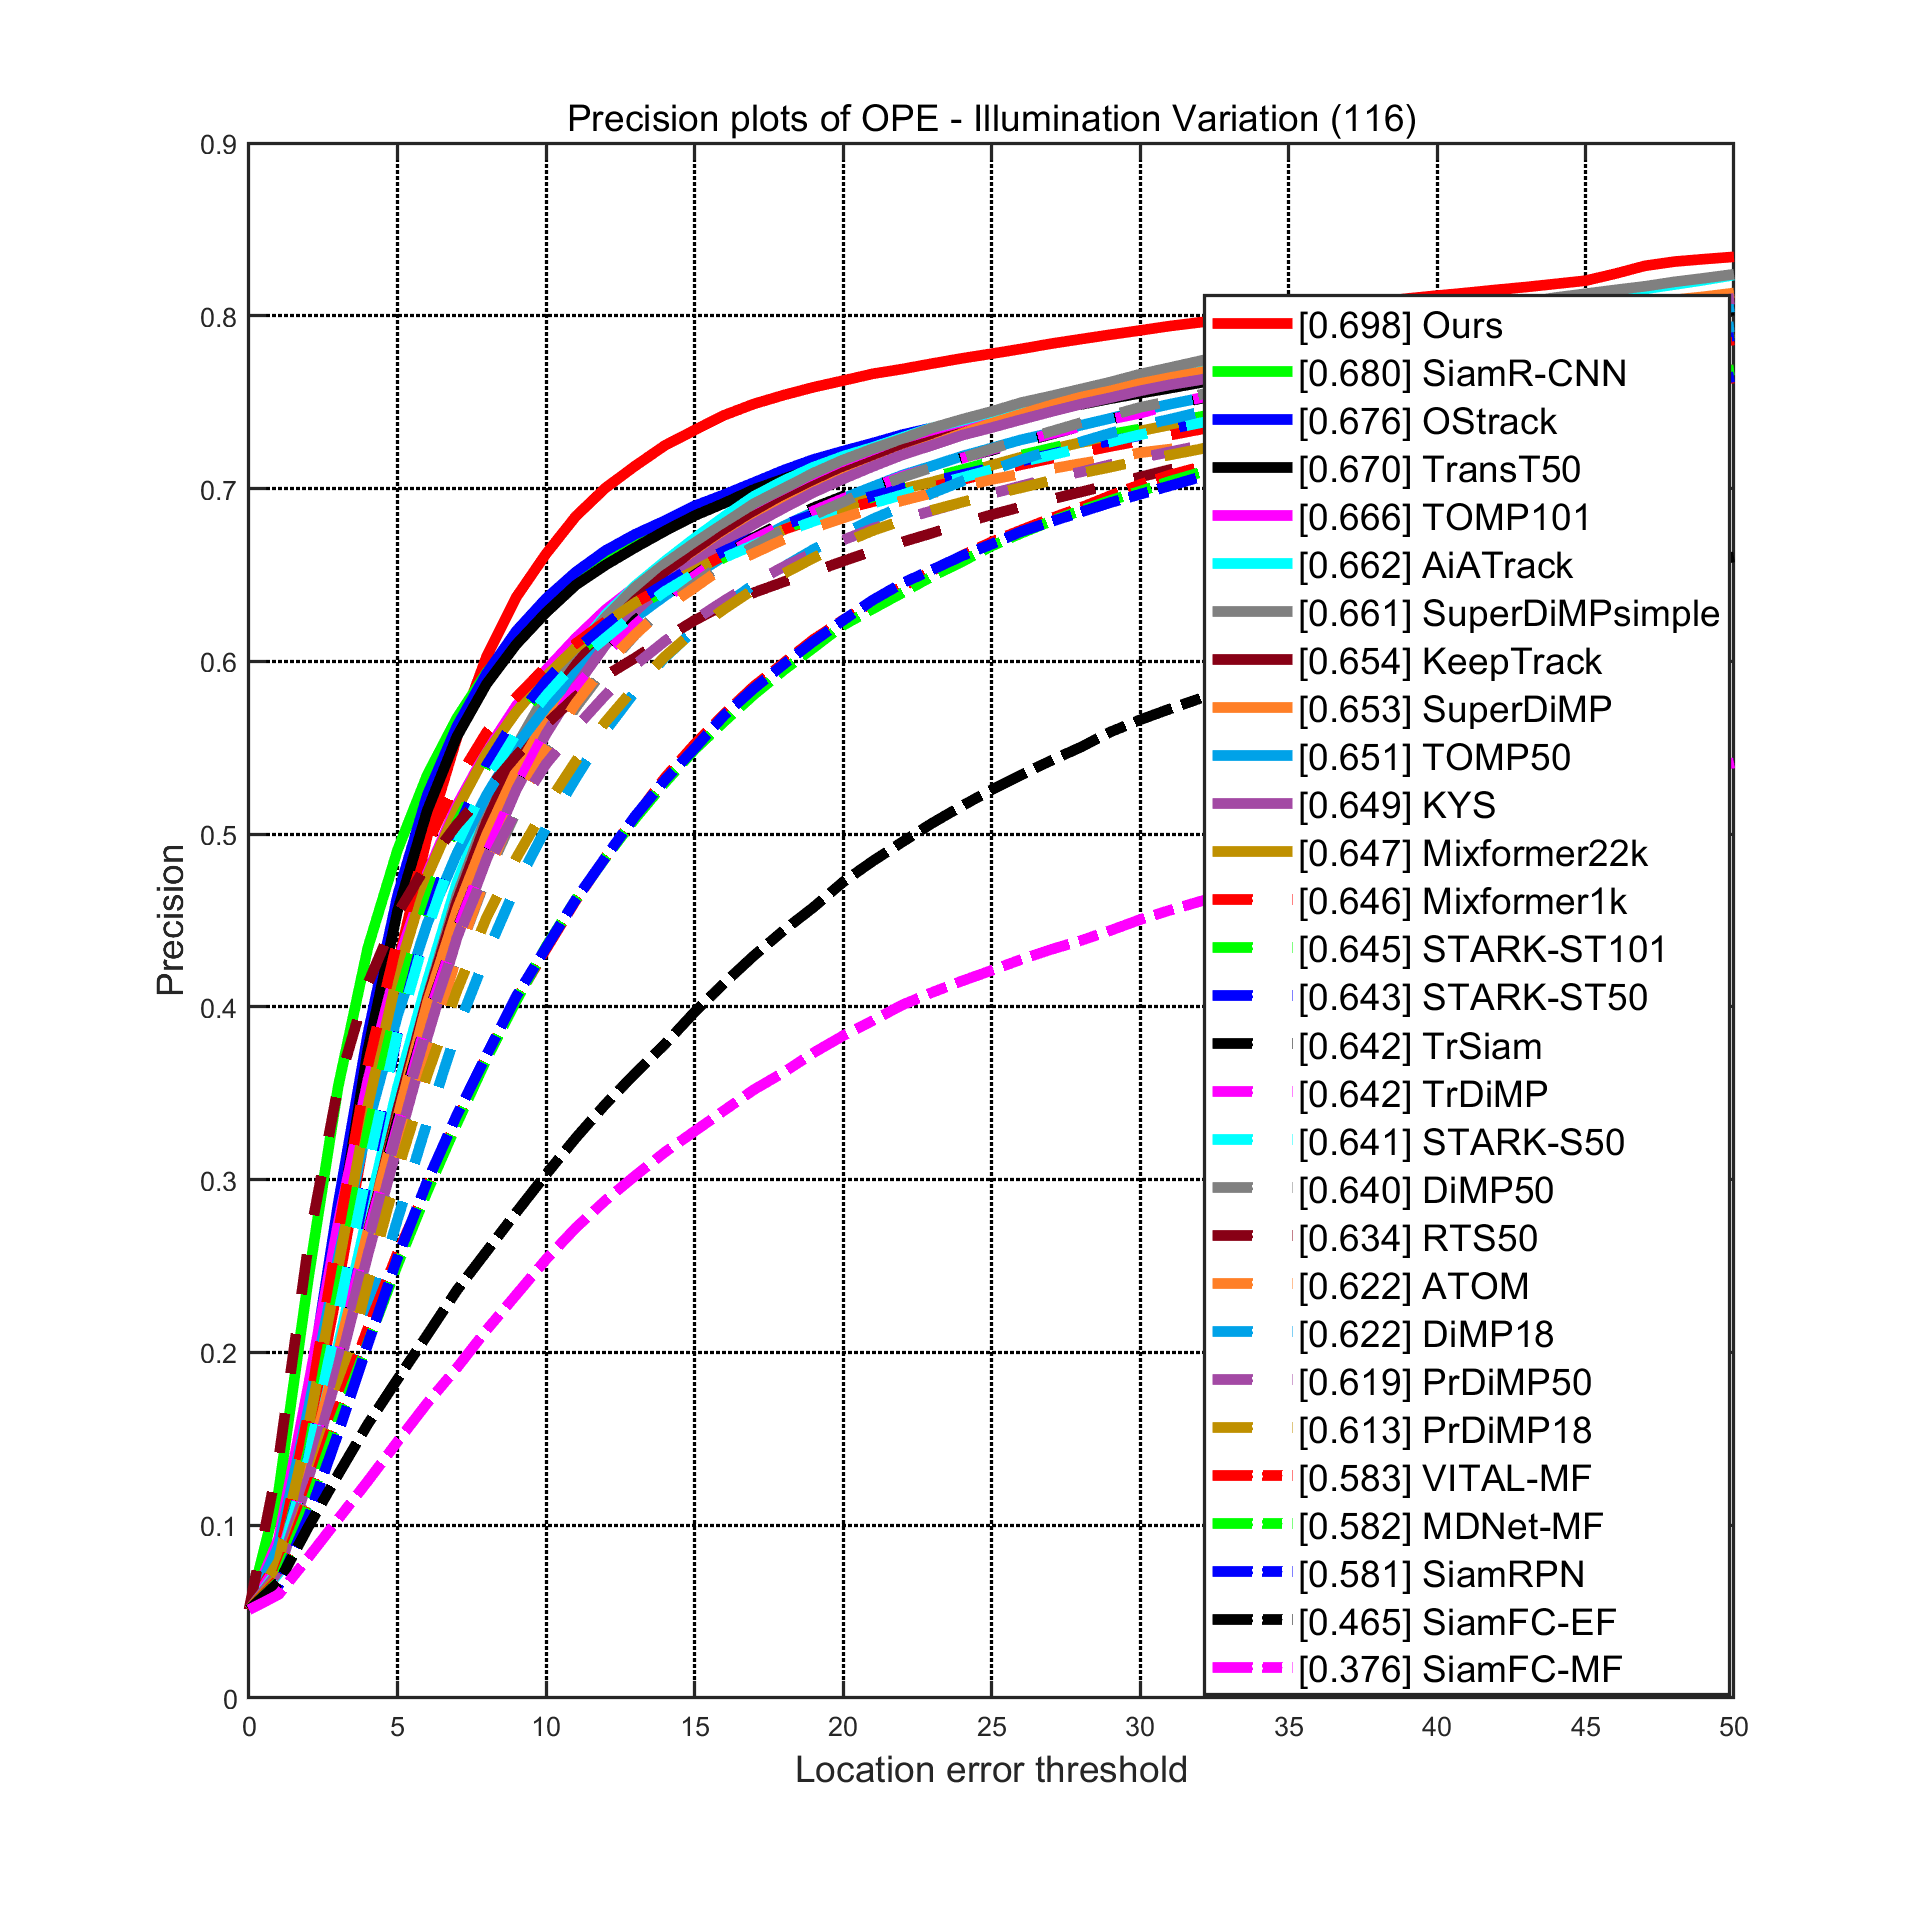 Precision plots of OPE - Illumination Variation (116)
0.9
0.8
0.7
0.6
0.5
0.4
0.3
0.2
0.1
0
Precision
[0.698] Ours
[0.680] SiamR-CNN
[0.676] OStrack
[0.670] TransT50
[0.666] TOMP101
[0.662] AiATrack
[0.661] SuperDiMPsimple
[0.654] KeepTrack
[0.653] SuperDiMP
[0.651] TOMP50
[0.649] KYS
[0.647] Mixformer22k
[0.646] Mixformer1k
[0.645] STARK-ST101
[0.643] STARK-ST50
[0.642] TrSiam
[0.642] TrDiMP
[0.641] STARK-S50
[0.640] DiMP50
[0.634] RTS50
[0.622] ATOM
[0.622] DiMP18
[0.619] PrDiMP50
[0.613] PrDiMP18
[0.583] VITAL-MF
[0.582] MDNet-MF
[0.581] SiamRPN
[0.465] SiamFC-EF
[0.376] SiamFC-MF
0 5 10 15 20 25 30 35 40 45 50
Location error threshold